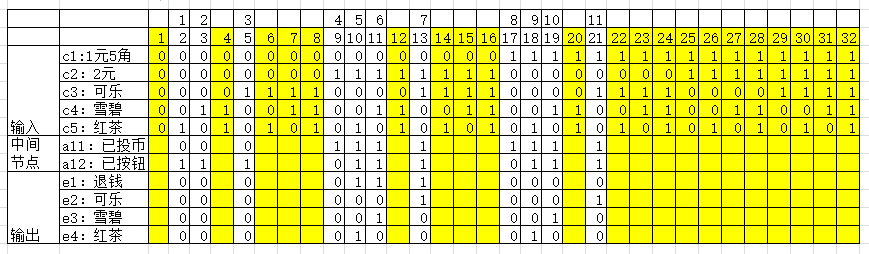 1 2 3 4 5 6 7 8 9 10 11
1 2 3 4 5 6 7 8 9 10 11 12 13 14 15 16 17 18 19 20 21 22 23 24 25 26 27 28 29 30 31 32
c1:1元5角 0 0 0 0 0 0 0 0 0 0 0 0 0 0 0 0 1 1 1 1 1 1 1 1 1 1 1 1 1 1 1 1
c2：2元 0 0 0 0 0 0 0 0 1 1 1 1 1 1 1 1 0 0 0 0 0 0 0 0 1 1 1 1 1 1 1 1
c3：可乐 0 0 0 0 1 1 1 1 0 0 0 0 1 1 1 1 0 0 0 0 1 1 1 1 0 0 0 0 1 1 1 1
c4：雪碧 0 0 1 1 0 0 1 1 0 0 1 1 0 0 1 1 0 0 1 1 0 0 1 1 0 0 1 1 0 0 1 1
输入 c5：红茶 0 1 0 1 0 1 0 1 0 1 0 1 0 1 0 1 0 1 0 1 0 1 0 1 0 1 0 1 0 1 0 1
中间 a11：已投币 0 0 0 1 1 1 1 1 1 1 1
节点 a12：已按钮 1 1 1 0 1 1 1 0 1 1 1
e1：退钱 0 0 0 0 1 1 1 0 0 0 0
e2：可乐 0 0 0 0 0 0 1 0 0 0 1
e3：雪碧 0 0 0 0 0 1 0 0 0 1 0
输出 e4：红茶 0 0 0 0 1 0 0 0 1 0 0